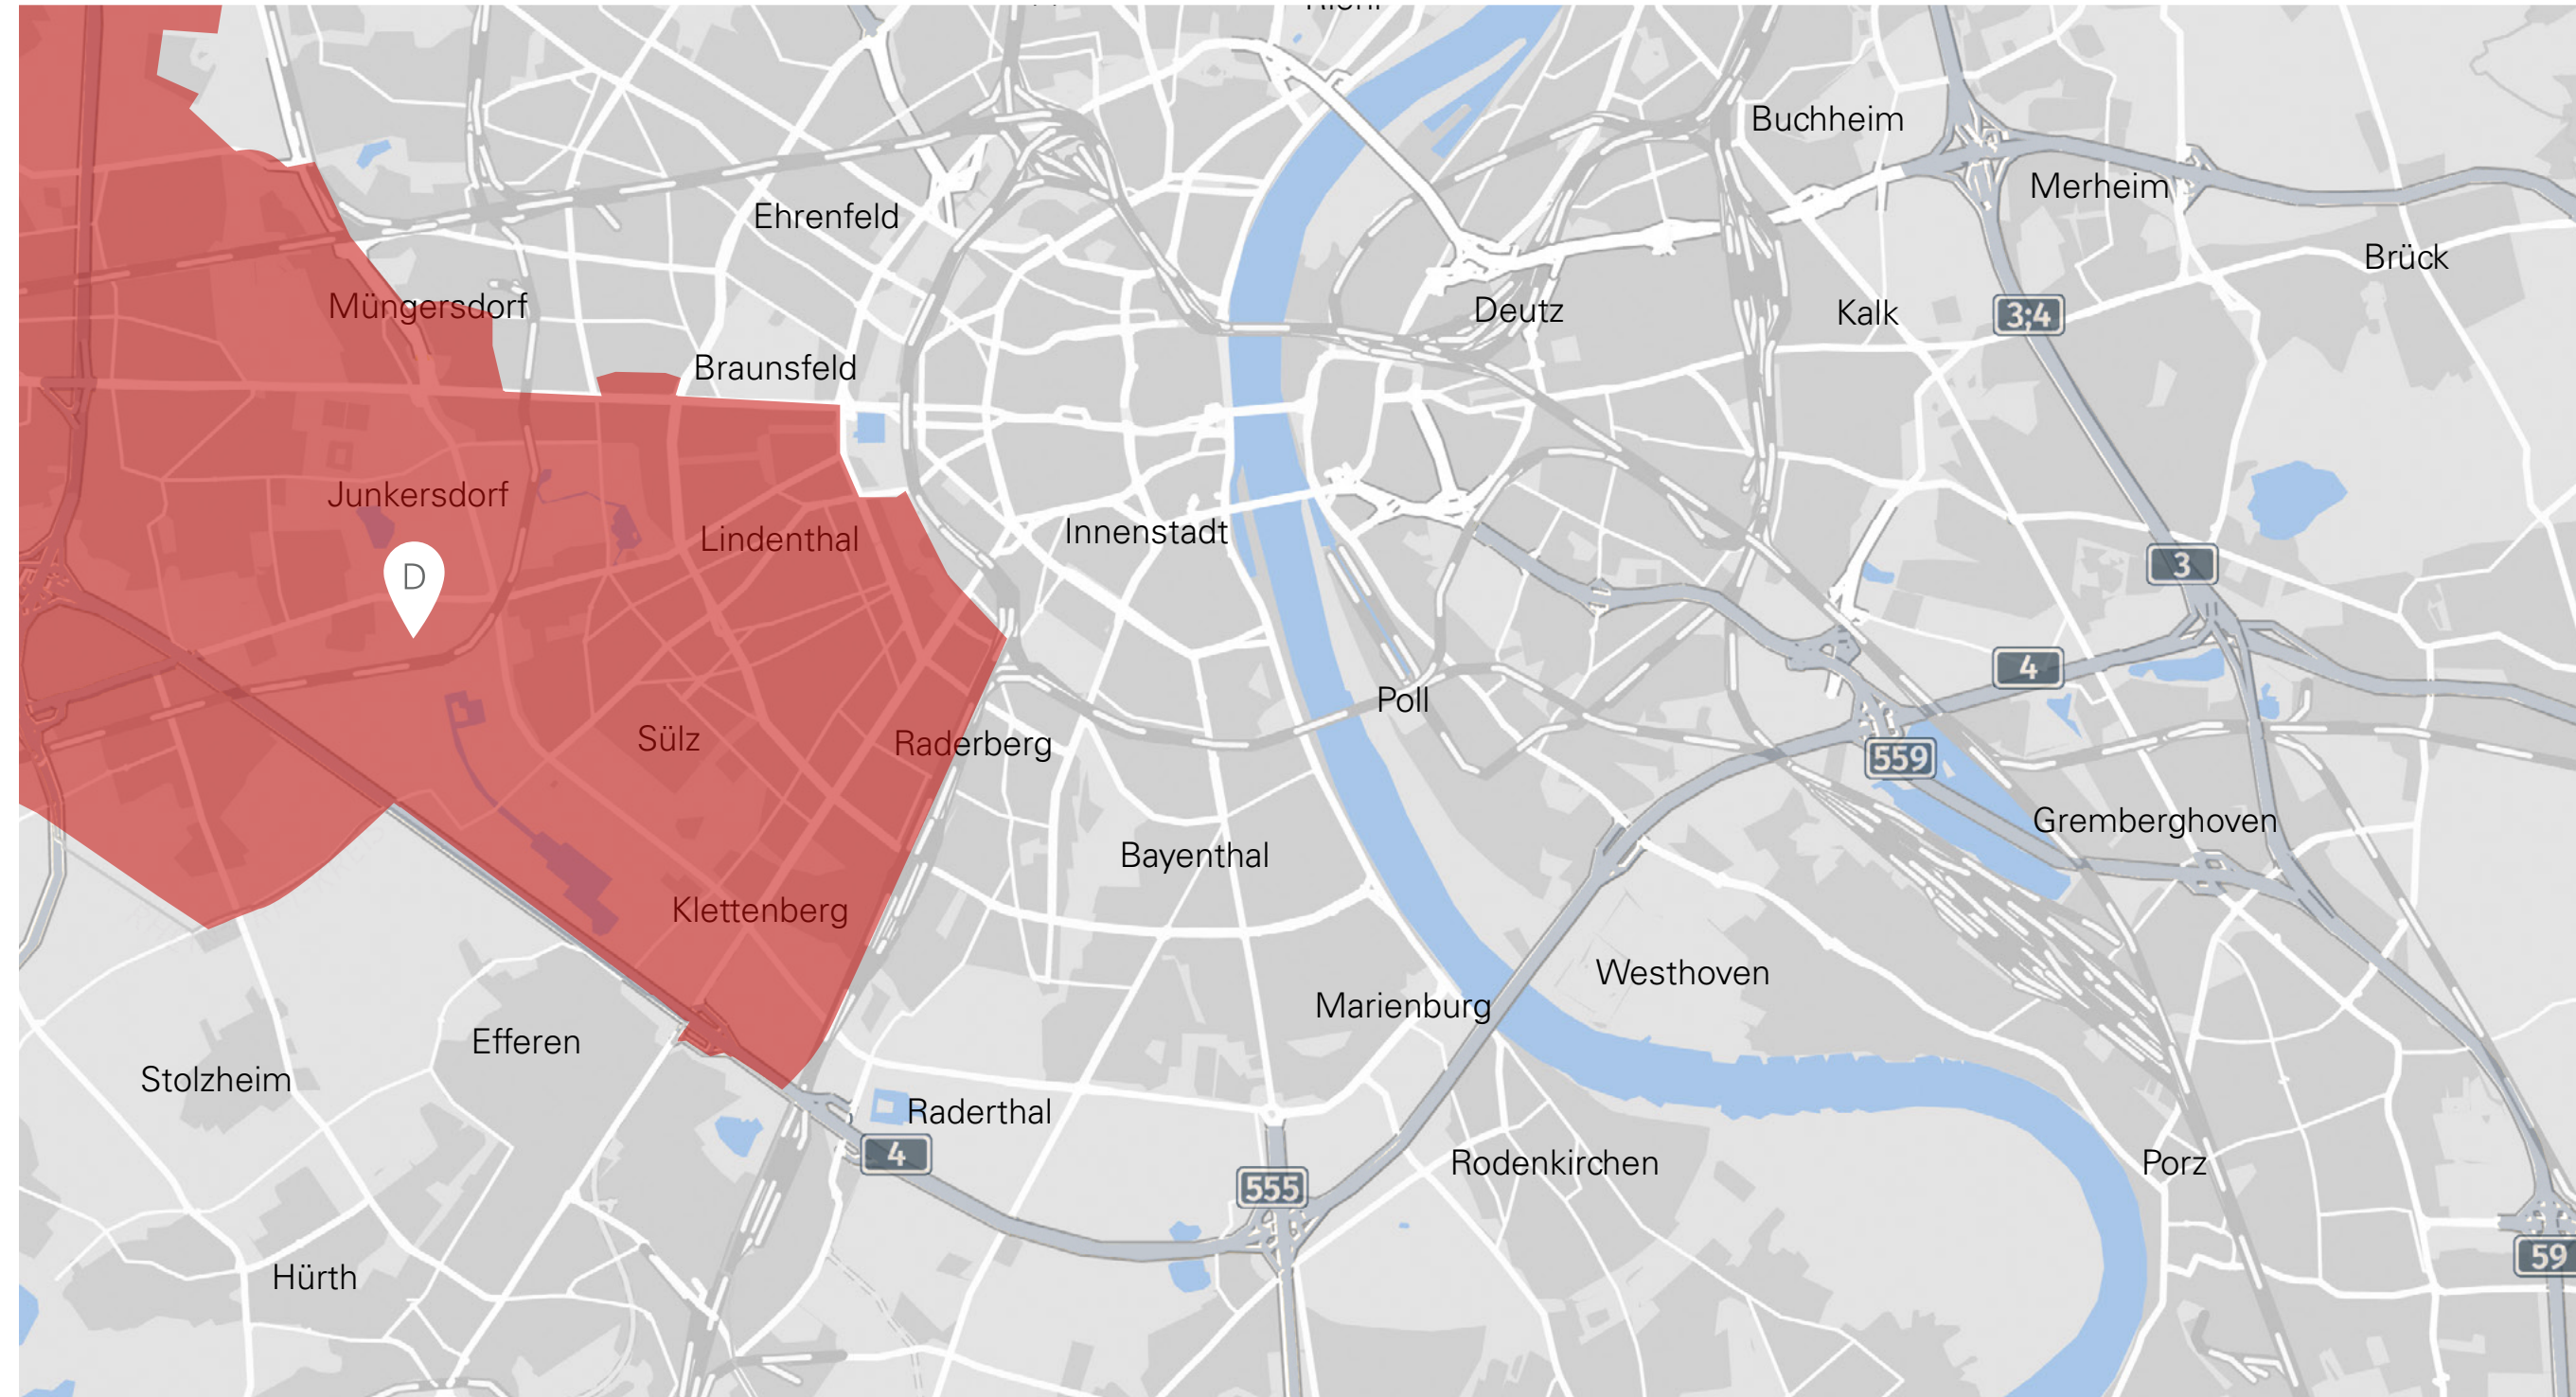 Buchheim
Merheim
Ehrenfeld
Brück
Müngersdorf
Deutz
Kalk
3;4
Braunsfeld
Junkersdorf
Lindenthal
Innenstadt
3
D
4
Poll
Sülz
Raderberg
559
Gremberghoven
Bayenthal
Klettenberg
Westhoven
Marienburg
Efferen
Stolzheim
Raderthal
4
Rodenkirchen
Porz
555
59
Hürth